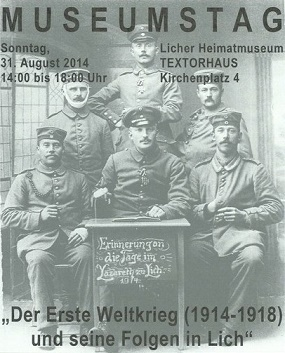 MUSEUMSTAG
Sonntag,
31. August 2014
14:00 bis 18:00 Uhr
Licher Heimatmuseum
TEXTORHAUS
Kirchenplatz 4
Erinnerung an
die Tage im
Lazareth zu Lich
1914.
„Der Erste Weltkrieg (1914-1918)
und seine Folgen in Lich“